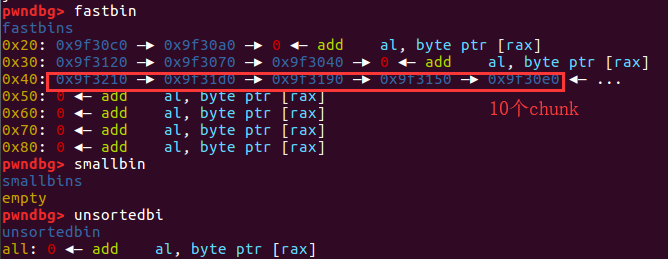 pwndbg> fastbin
fastbins
0x20: 0x9f30c0 —▸ 0x9f30a0 —▸ 0 ◂— add    al, byte ptr [rax]
0x30: 0x9f3120 —▸ 0x9f3070 —▸ 0x9f3040 —▸ 0 ◂— add    al, byte ptr [rax]
0x40: 0x9f3210 —▸ 0x9f31d0 —▸ 0x9f3190 —▸ 0x9f3150 —▸ 0x9f30e0 ◂— ...
0x50: 0 ◂— add    al, byte ptr [rax]
10个chunk
0x60: 0 ◂— add    al, byte ptr [rax]
0x70: 0 ◂— add    al, byte ptr [rax]
0x80: 0 ◂— add    al, byte ptr [rax]
pwndbg> smallbin
smallbins
empty
pwndbg> unsortedbi
unsortedbin
all: 0 ◂— add    al, byte ptr [rax]